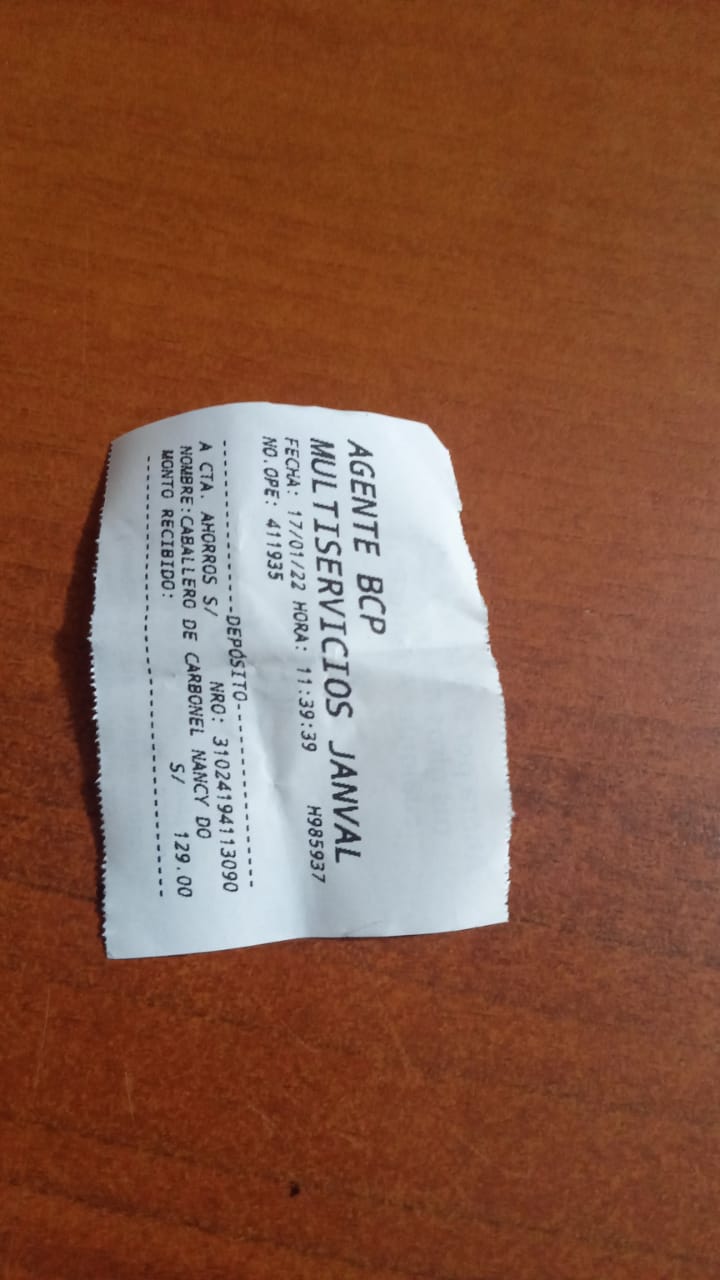 AGENTE BCP
MULTISERVICIOS JANVAL
FECHA: 17/01/22 HORA: 11:39:39 H985937
NO.OPE: 411935
----------------DEPÓSITO----------------
A CTA. AHORROS S/ NRO: 31024194113090
NOMBRE:CABALLERO DE CARBONEL NANCY DO
MONTO RECIBIDO: S/ 129.00
----------------------------------------